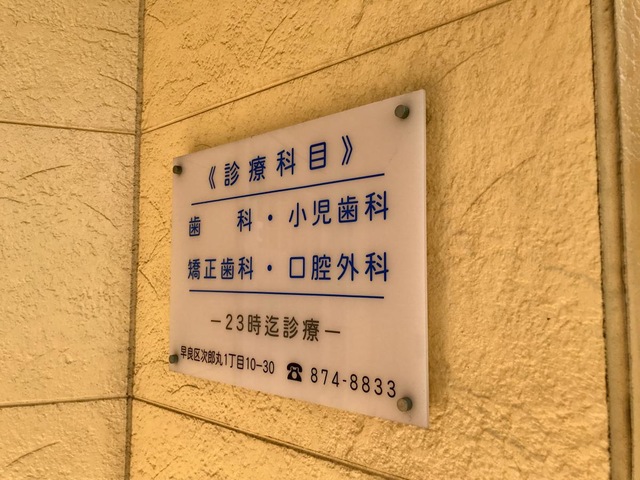 《診療科目》
歯　科・小児歯科
矯正歯科・口腔外科
－23時迄診療－
早良区次郎丸1丁目10−30 ☎ 874-8833